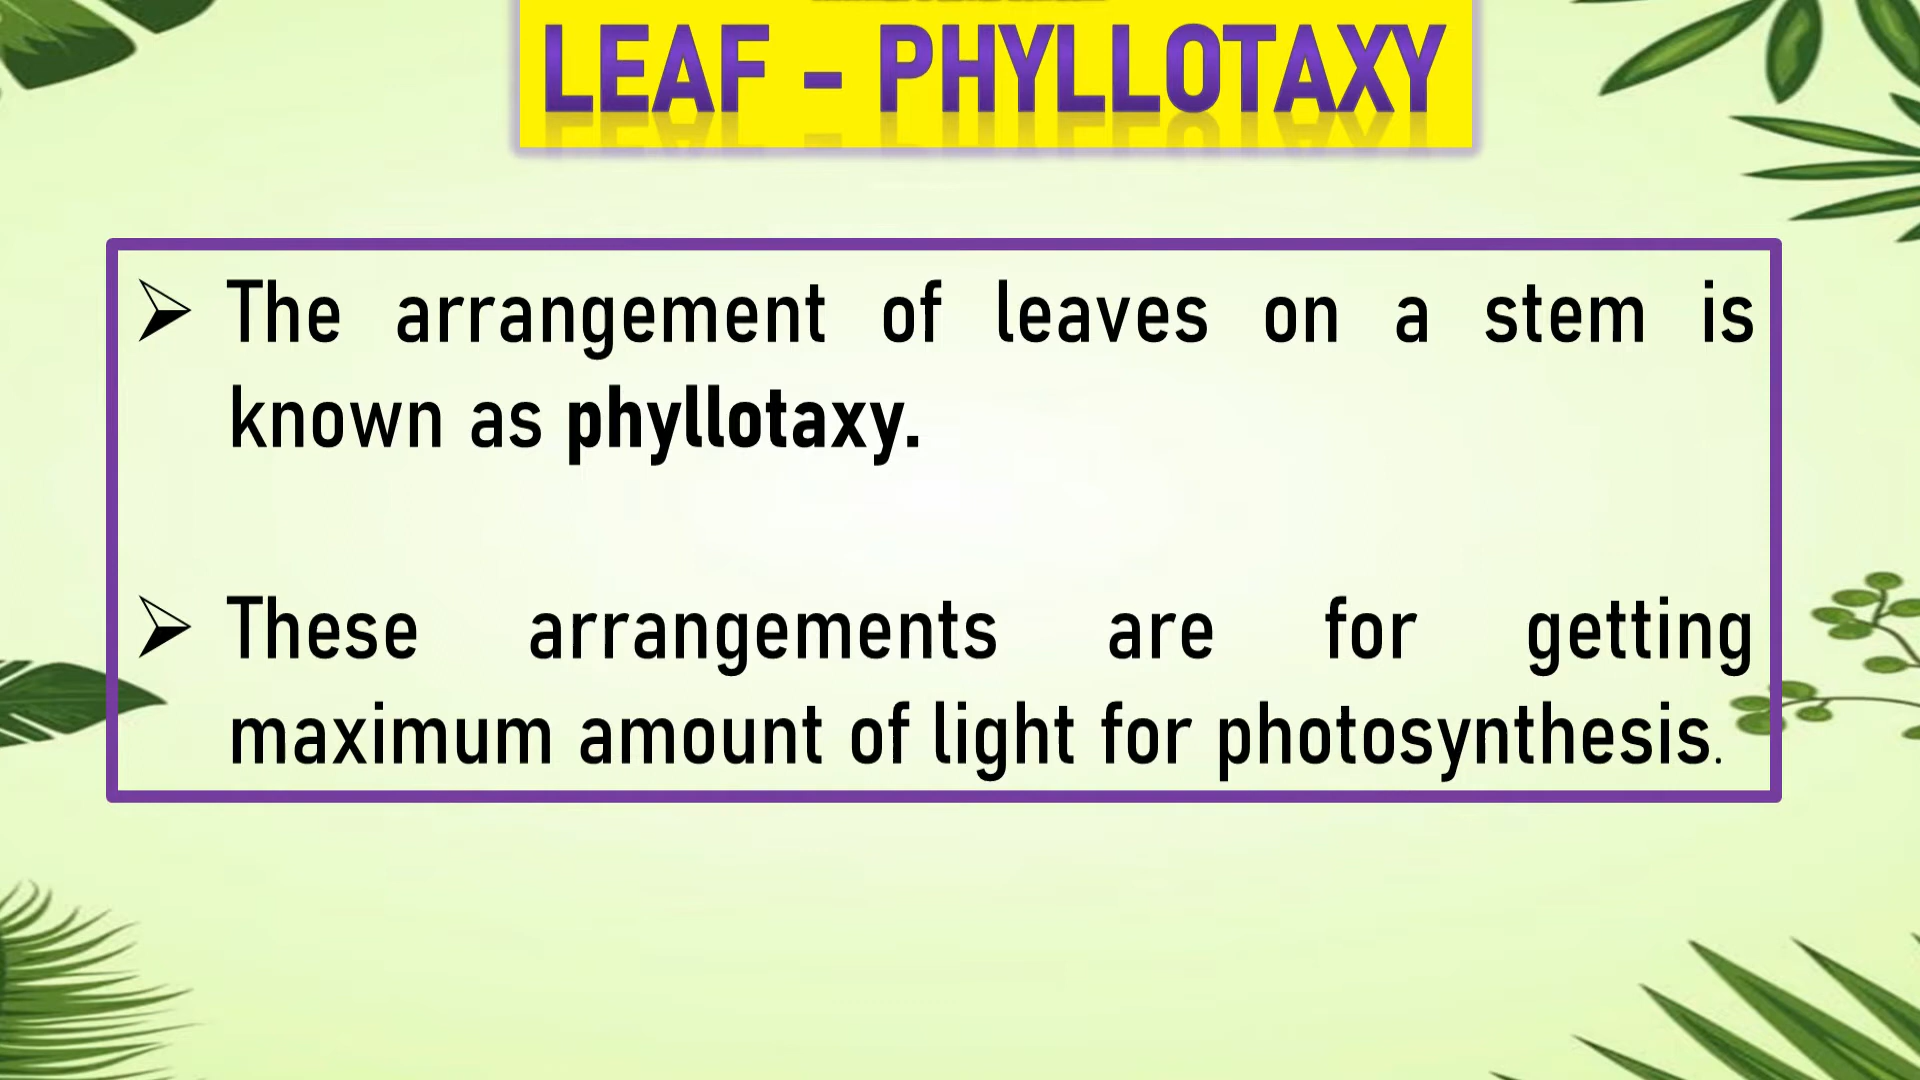 LEAF - PHYLLOTAXY
The arrangement of leaves on a stem is
known as phyllotaxy.
These arrangements are for getting
maximum amount of light for photosynthesis.